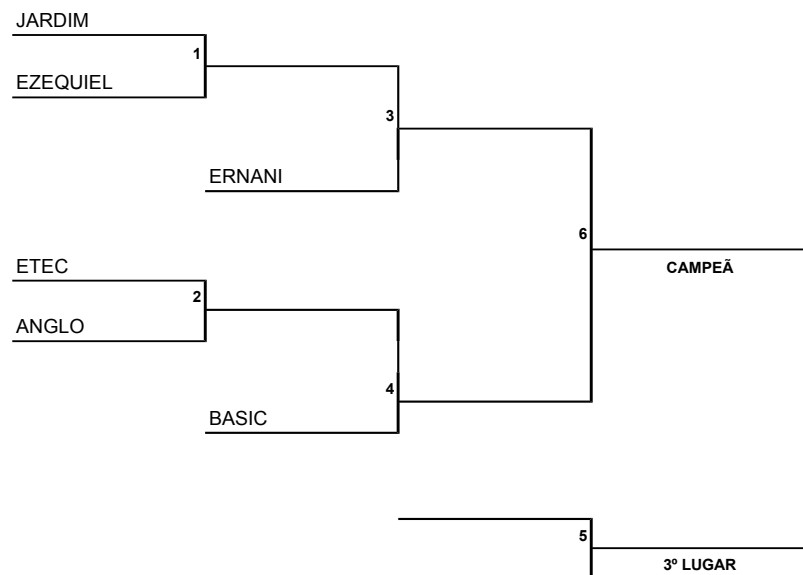 JARDIM
1
EZEQUIEL
3
ERNANI
6
CAMPEÃ
ETEC
2
ANGLO
4
BASIC
5
3º LUGAR